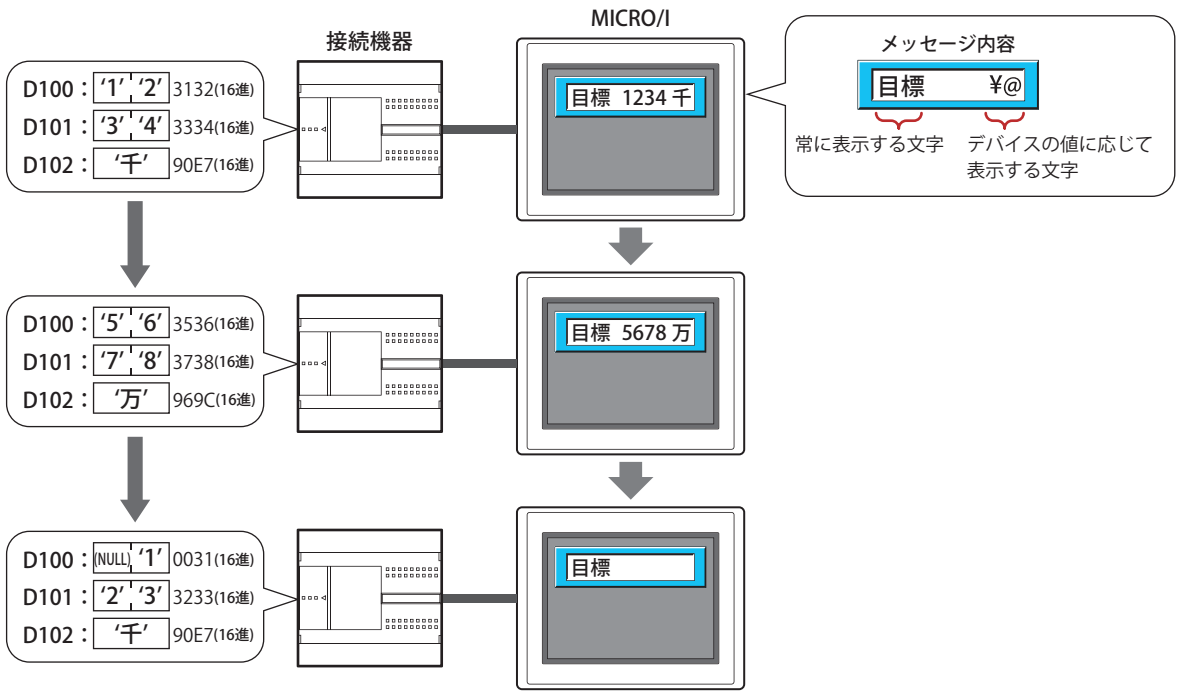 MICRO/I
接続機器
メッセージ内容
目標 ¥@
常に表示する文字
デバイスの値に応じて
表示する文字
D100：‘1’ ‘2’ 3132(16進)
D101：‘3’ ‘4’ 3334(16進)
D102：‘千’ 90E7(16進)
目標 1234 千
D100：‘5’ ‘6’ 3536(16進)
D101：‘7’ ‘8’ 3738(16進)
D102：‘万’ 969C(16進)
目標 5678 万
D100：(NULL) ‘1’ 0031(16進)
D101：‘2’ ‘3’ 3233(16進)
D102：‘千’ 90E7(16進)
目標